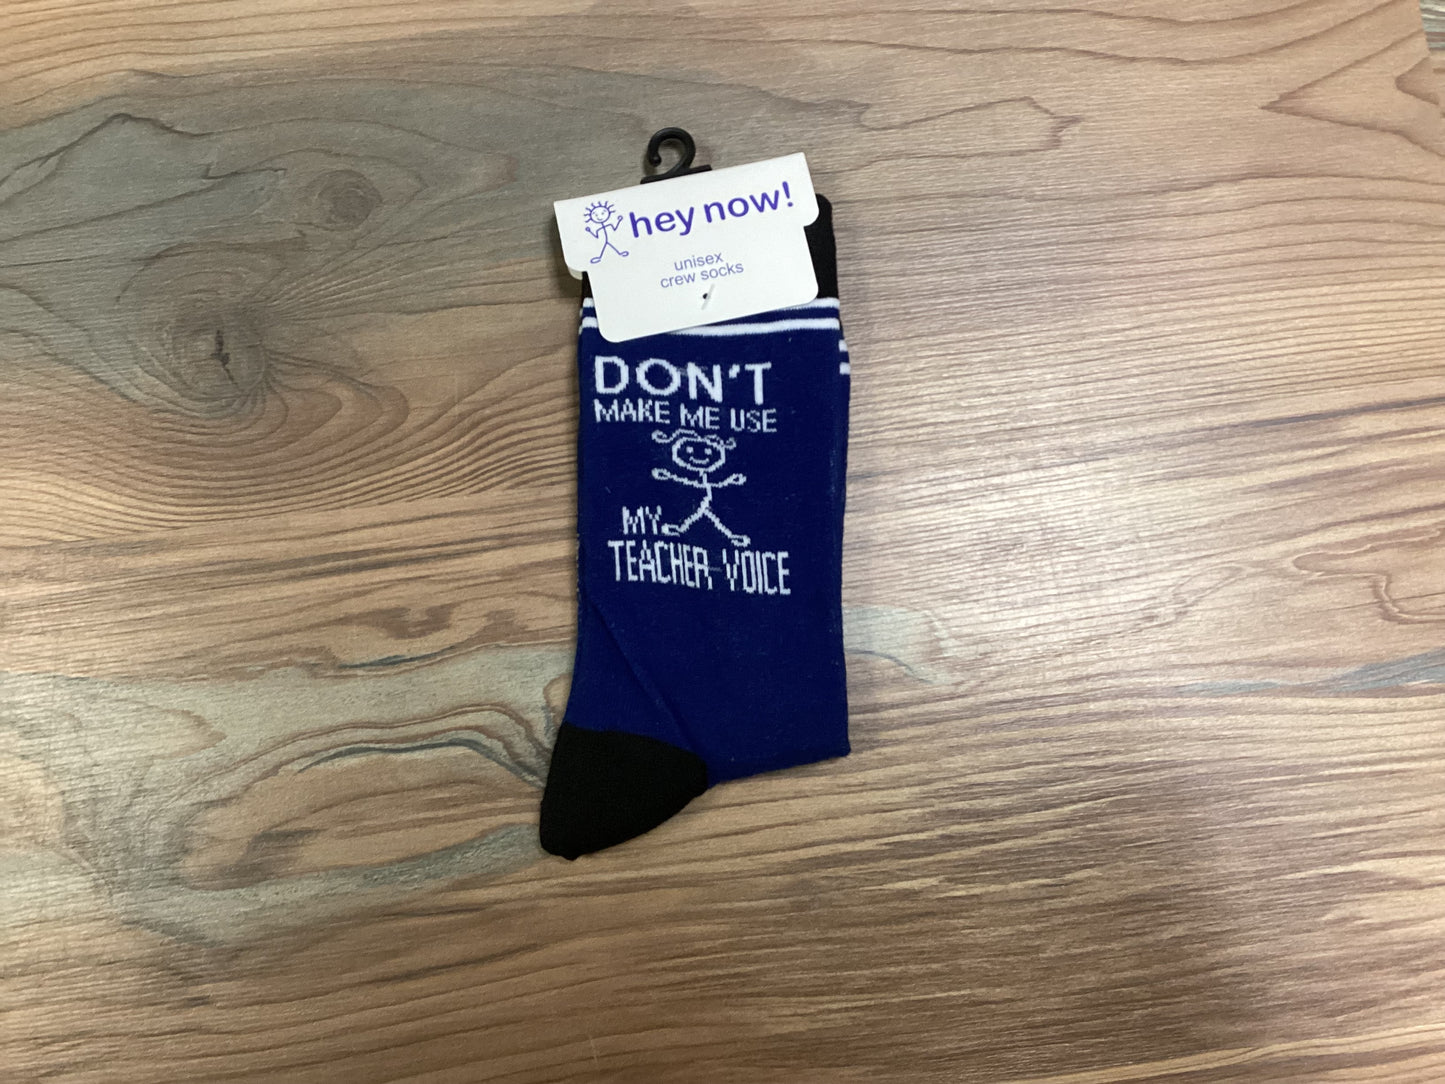 hey now!
unisex
crew socks
DON'T
MAKE ME USE
MY
TEACHER VOICE